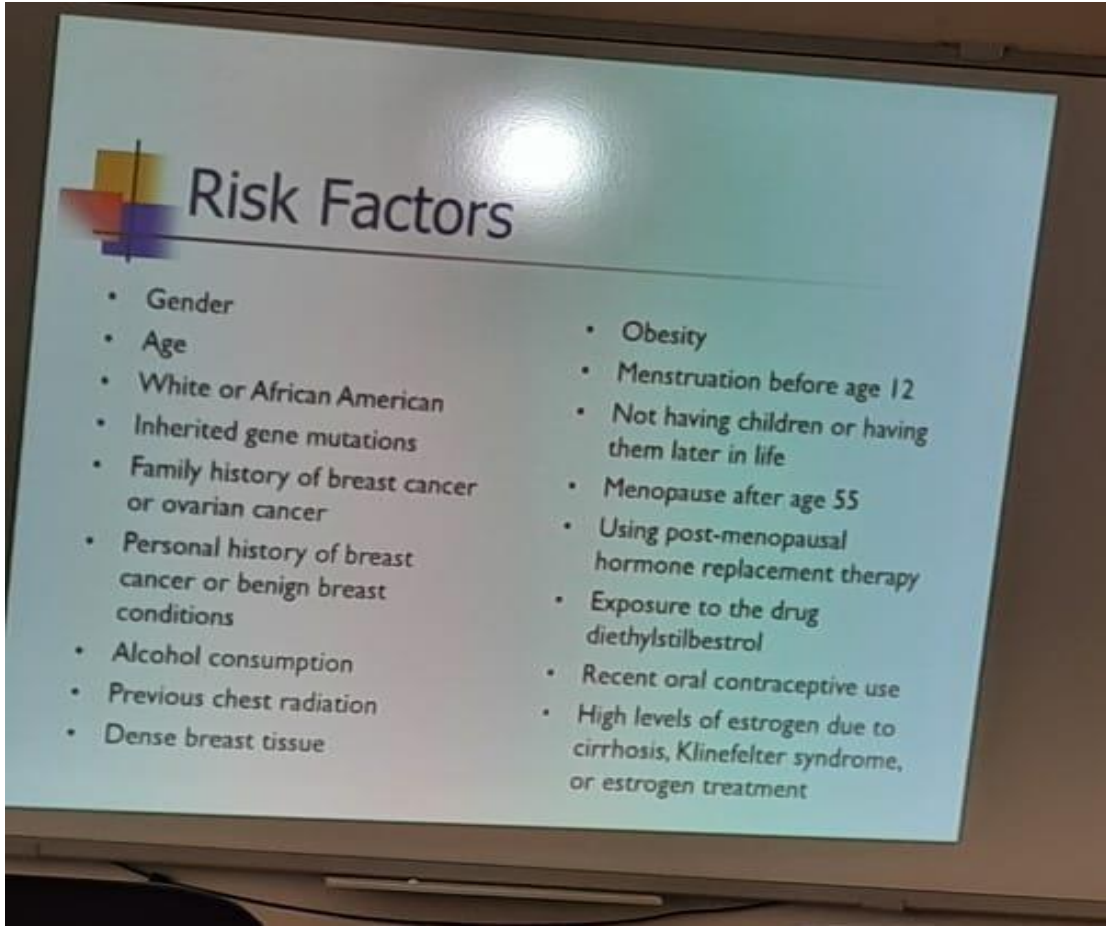 Risk Factors
• Gender
• Age
• White or African American
• Inherited gene mutations
• Family history of breast cancer
or ovarian cancer
• Personal history of breast
cancer or benign breast
conditions
• Alcohol consumption
• Previous chest radiation
• Dense breast tissue
• Obesity
• Menstruation before age 12
• Not having children or having
them later in life
• Menopause after age 55
• Using post-menopausal
hormone replacement therapy
• Exposure to the drug
diethylstilbestrol
• Recent oral contraceptive use
• High levels of estrogen due to
cirrhosis, Klinefelter syndrome,
or estrogen treatment